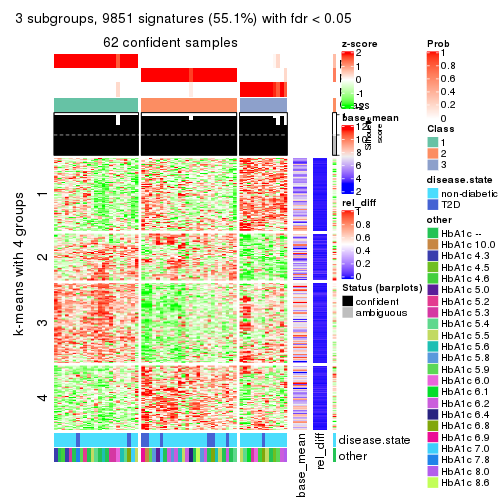 3 subgroups, 9851 signatures (55.1%) with fdr < 0.05
62 confident samples
k-means with 4 groups
1
2
3
4
base_mean
rel_diff
disease.state
other
z-score
2
1
0
-1
-2
base_mean
12
10
8
6
4
2
Silhouette score
rel_diff
1
0.8
0.6
0.4
0.2
0
Status (barplots)
confident
ambiguous
Prob
1
0.8
0.6
0.4
0.2
0
Class
1
2
3
disease.state
non-diabetic
T2D
other
HbA1c --
HbA1c 10.0
HbA1c 4.3
HbA1c 4.5
HbA1c 4.6
HbA1c 5.0
HbA1c 5.2
HbA1c 5.3
HbA1c 5.4
HbA1c 5.5
HbA1c 5.6
HbA1c 5.8
HbA1c 5.9
HbA1c 6.0
HbA1c 6.1
HbA1c 6.2
HbA1c 6.4
HbA1c 6.8
HbA1c 6.9
HbA1c 7.0
HbA1c 7.8
HbA1c 8.0
HbA1c 8.6